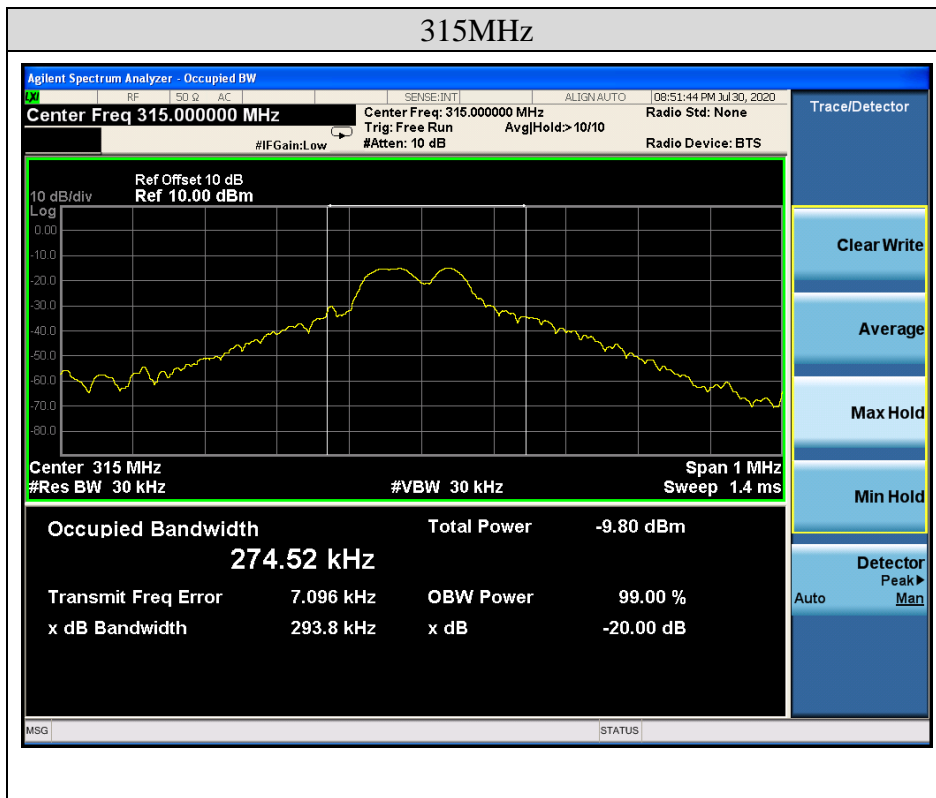 315MHz
Agilent Spectrum Analyzer - Occupied BW
LXI RF 50 Ω AC SENSE:INT ALIGN AUTO 08:51:44 PM Jul 30, 2020
Center Freq 315.000000 MHz
Center Freq: 315.000000 MHz
Radio Std: None
Trig: Free Run Avg|Hold:> 10/10
#IFGain:Low
#Atten: 10 dB
Radio Device: BTS
Trace/Detector
Ref Offset 10 dB
10 dB/div Ref 10.00 dBm
Log
0.00
-10.0
-20.0
-30.0
-40.0
-50.0
-60.0
-70.0
-80.0
Center 315 MHz
Span 1 MHz
#Res BW 30 kHz
#VBW 30 kHz
Sweep 1.4 ms
Occupied Bandwidth
274.52 kHz
Total Power -9.80 dBm
Transmit Freq Error 7.096 kHz
OBW Power 99.00 %
x dB Bandwidth 293.8 kHz
x dB -20.00 dB
Clear Write
Average
Max Hold
Min Hold
Detector
Peak▶
Auto Man
MSG
STATUS